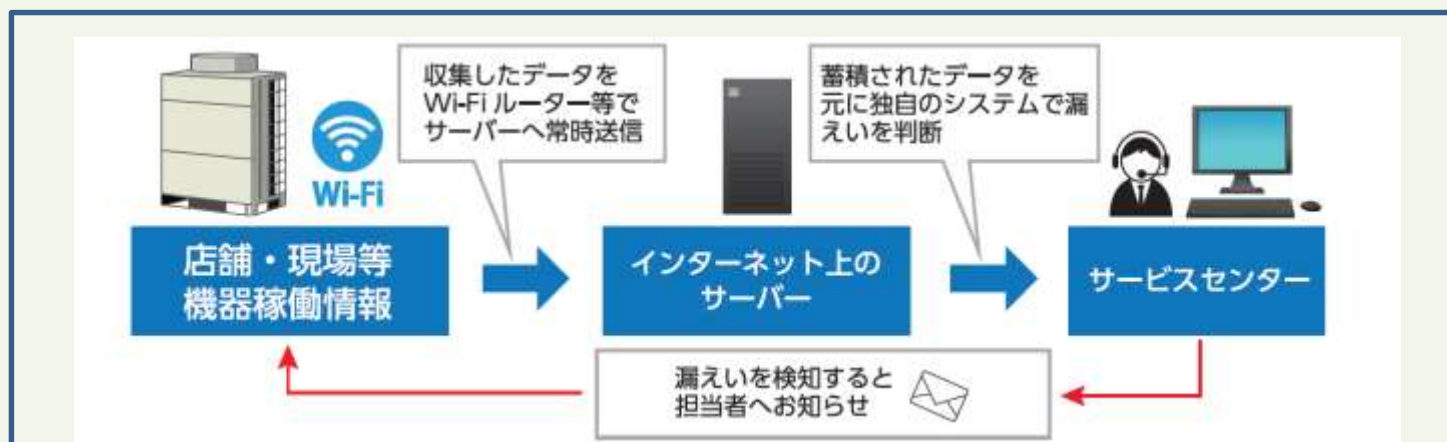 収集したデータを
Wi-Fiルーター等で
サーバーへ常時送信
蓄積されたデータを
元に独自のシステムで漏
えいを判断
Wi-Fi
店舗・現場等
機器稼働情報
インターネット上の
サーバー
サービスセンター
漏えいを検知すると
担当者へお知らせ